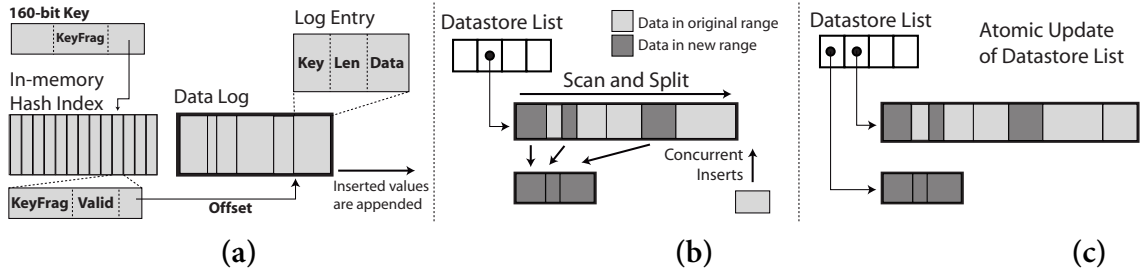 160-bit Key
KeyFrag
In-memory
Hash Index
KeyFrag Valid
Offset
Data Log
Log Entry
Key Len Data
Inserted values
are appended
(a)
Datastore List
Data in original range
Data in new range
Scan and Split
Concurrent
Inserts
(b)
Datastore List
Atomic Update
of Datastore List
(c)